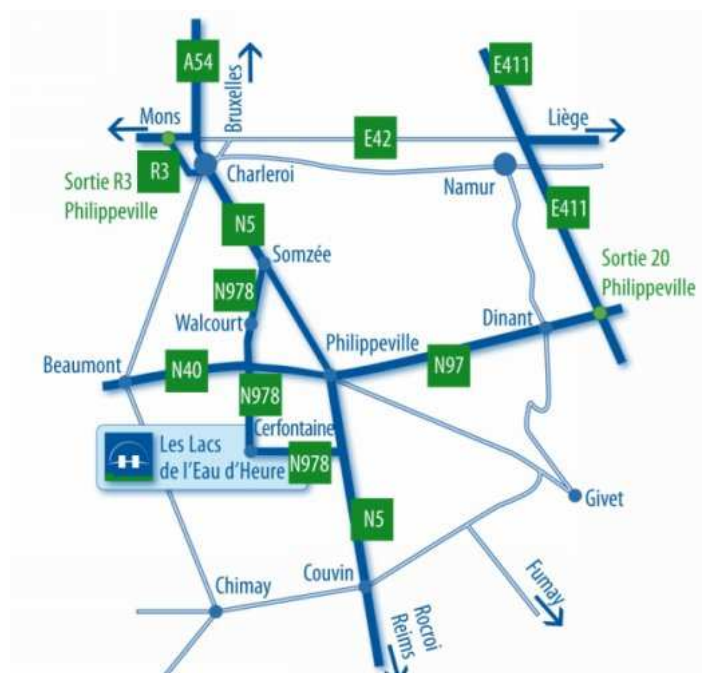 A54
E411
Bruxelles
Mons
Liège
E42
R3
Charleroi
Namur
Sortie R3
Philippeville
E411
N5
Somzée
Sortie 20
Philippeville
N978
Walcourt
Dinant
Philippeville
Beaumont
N40
N97
N978
Cerfontaine
Les Lacs
de l'Eau d'Heure
N978
Givet
N5
Couvin
Fumay
Chimay
Rocroi
Reims